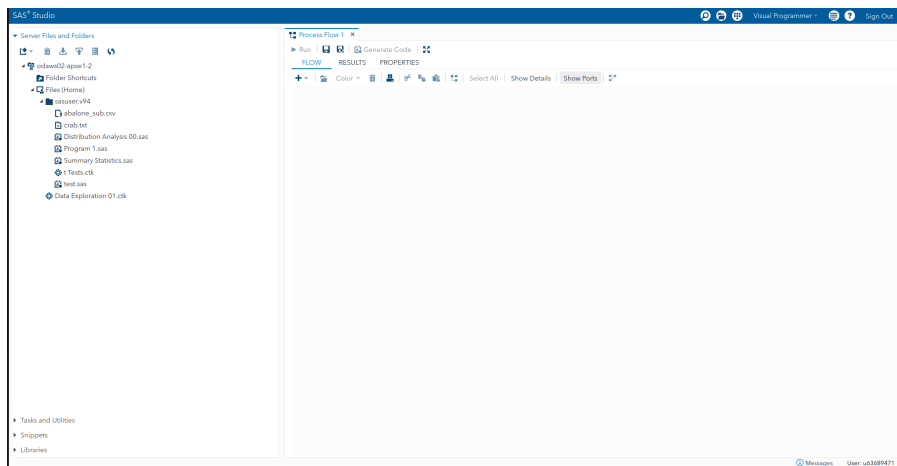 SAS® Studio
Visual Programmer
Sign Out
Server Files and Folders
odaws02-apse1-2
Folder Shortcuts
Files (Home)
sasuser.v94
abalone_sub.csv
crab.txt
Distribution Analysis 00.sas
Program 1.sas
Summary Statistics.sas
t Tests.ctk
test.sas
Data Exploration 01.ctk
Tasks and Utilities
Snippets
Libraries
Process Flow 1
Run Generate Code
FLOW RESULTS PROPERTIES
Color Select All Show Details Show Ports
Messages User: u63689471